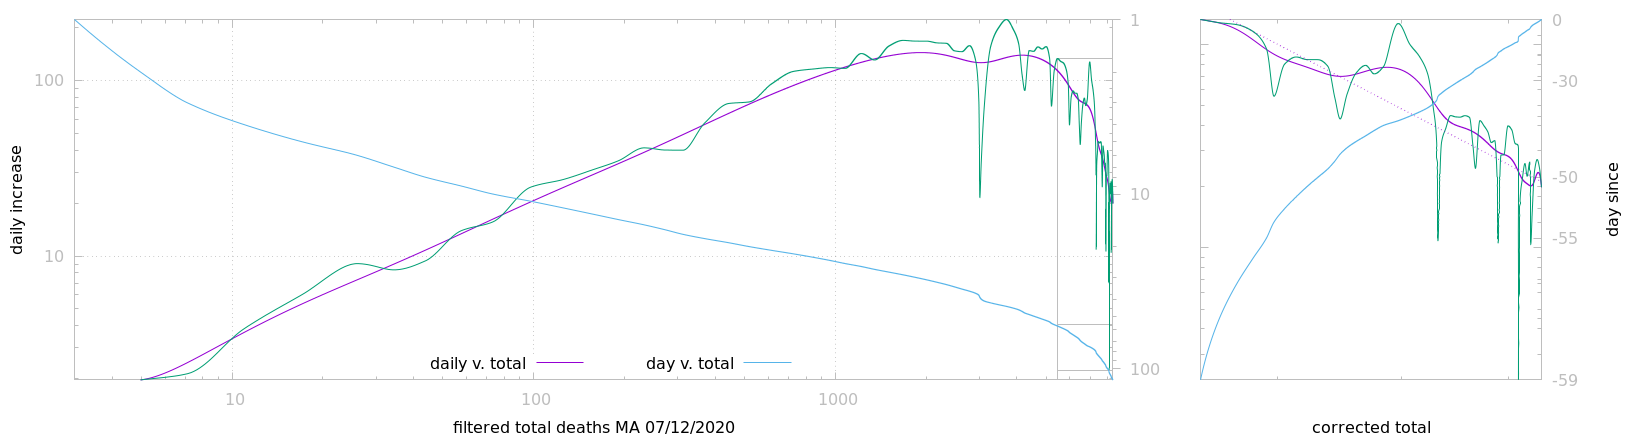 1
0
100
-30
daily increase
day since
-50
10
10
-55
daily v. total
day v. total
100
-59
10
100
1000
filtered total deaths MA 07/12/2020
corrected total